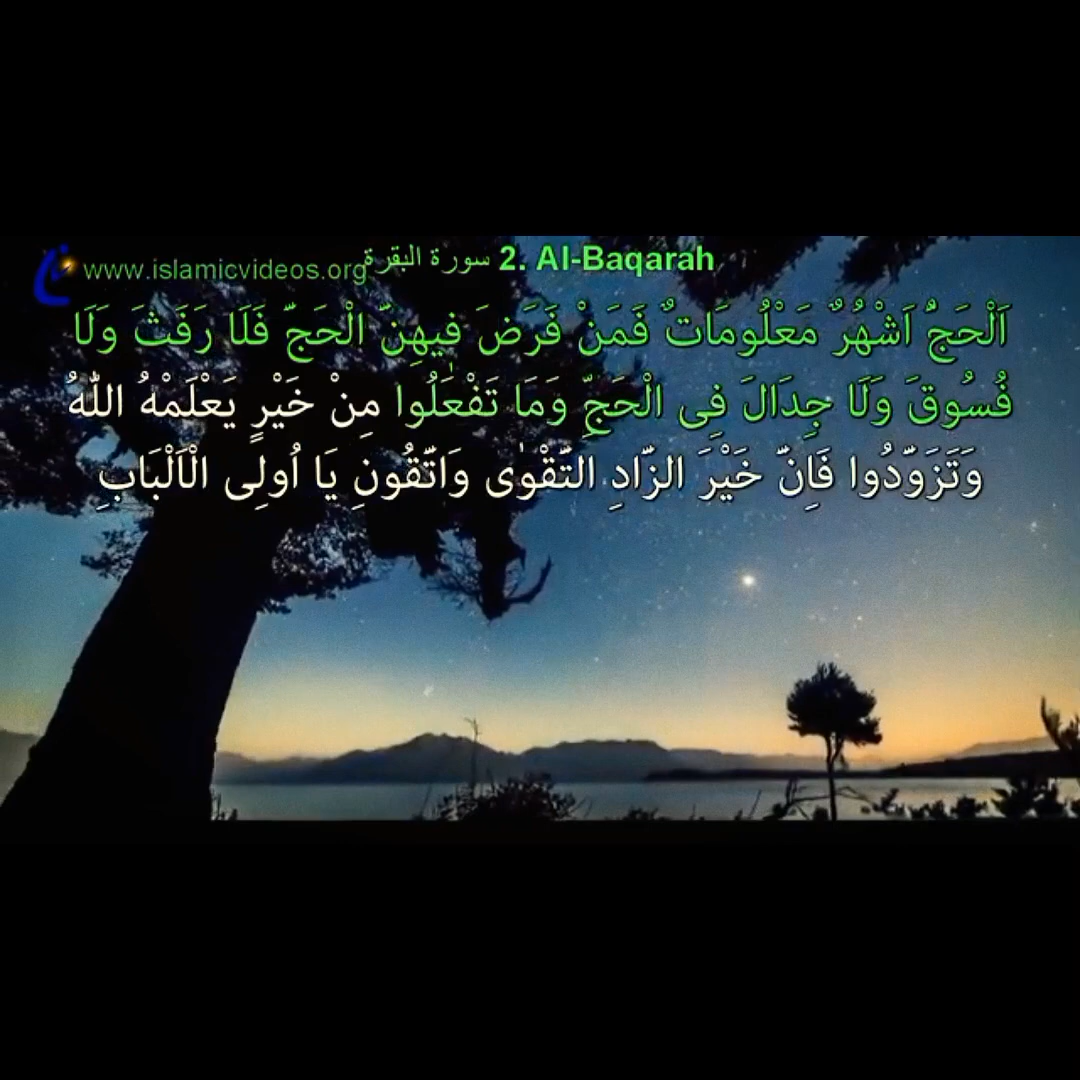 www.islamicvideos.org سورة البقرة 2. Al-Baqarah
اَلْحَجُّ اَشْهُرٌ مَعْلُومَاتٌ فَمَنْ فَرَضَ فٖيهِنَّ الْحَجَّ فَلَا رَفَثَ وَلَا
فُسُوقَ وَلَا جِدَالَ فِى الْحَجِّ وَمَا تَفْعَلُوا مِنْ خَيْرٍ يَعْلَمْهُ اللّٰهُ
وَتَزَوَّدُوا فَاِنَّ خَيْرَ الزَّادِ التَّقْوٰى وَاتَّقُونِ يَا اُولِى الْاَلْبَابِ